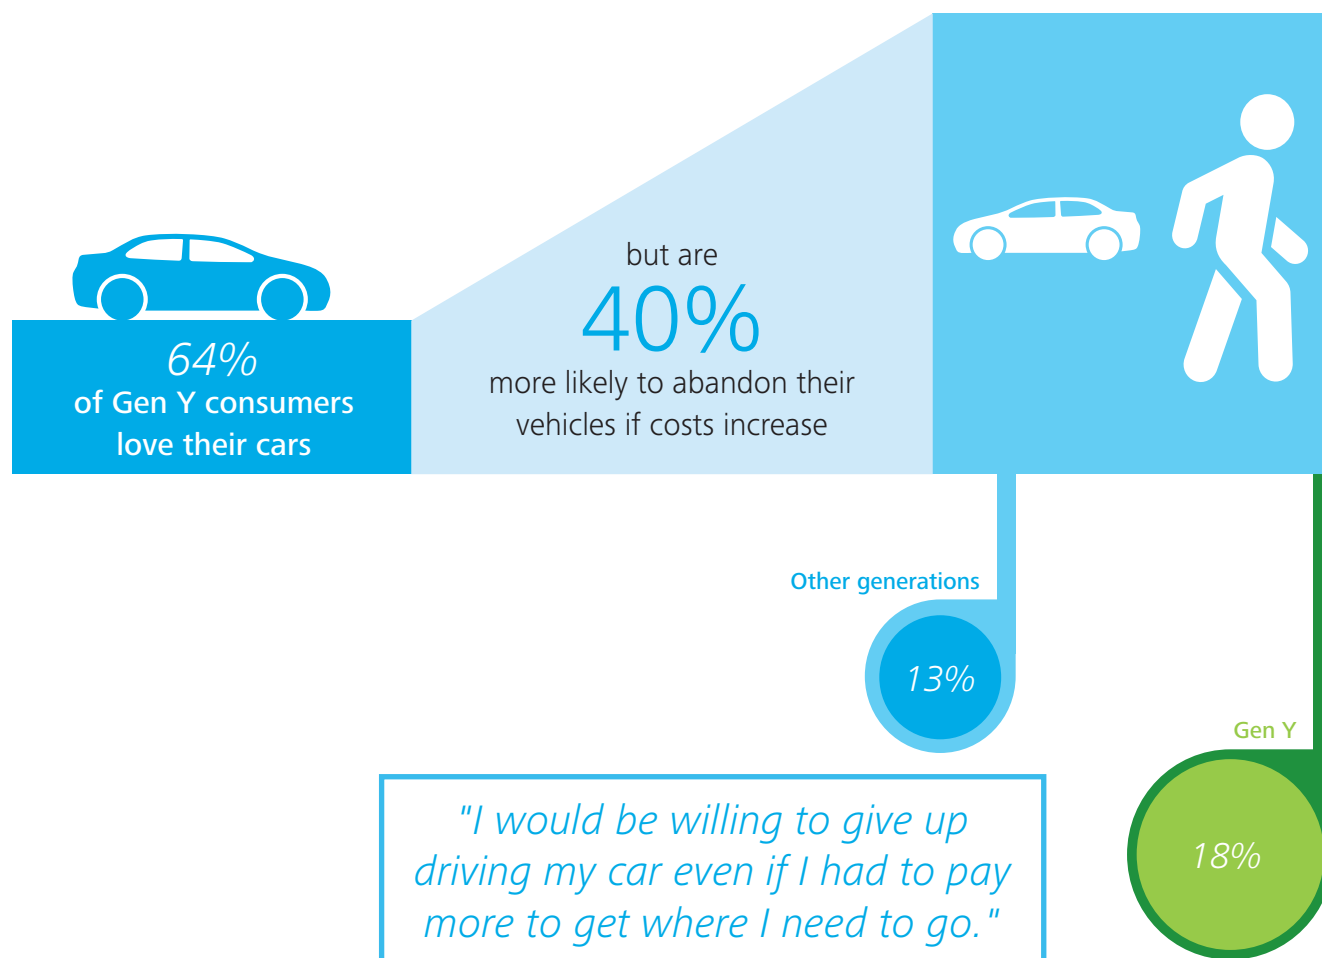 64%
of Gen Y consumers
love their cars
but are
40%
more likely to abandon their
vehicles if costs increase
Other generations
13%
Gen Y
18%
"I would be willing to give up
driving my car even if I had to pay
more to get where I need to go."